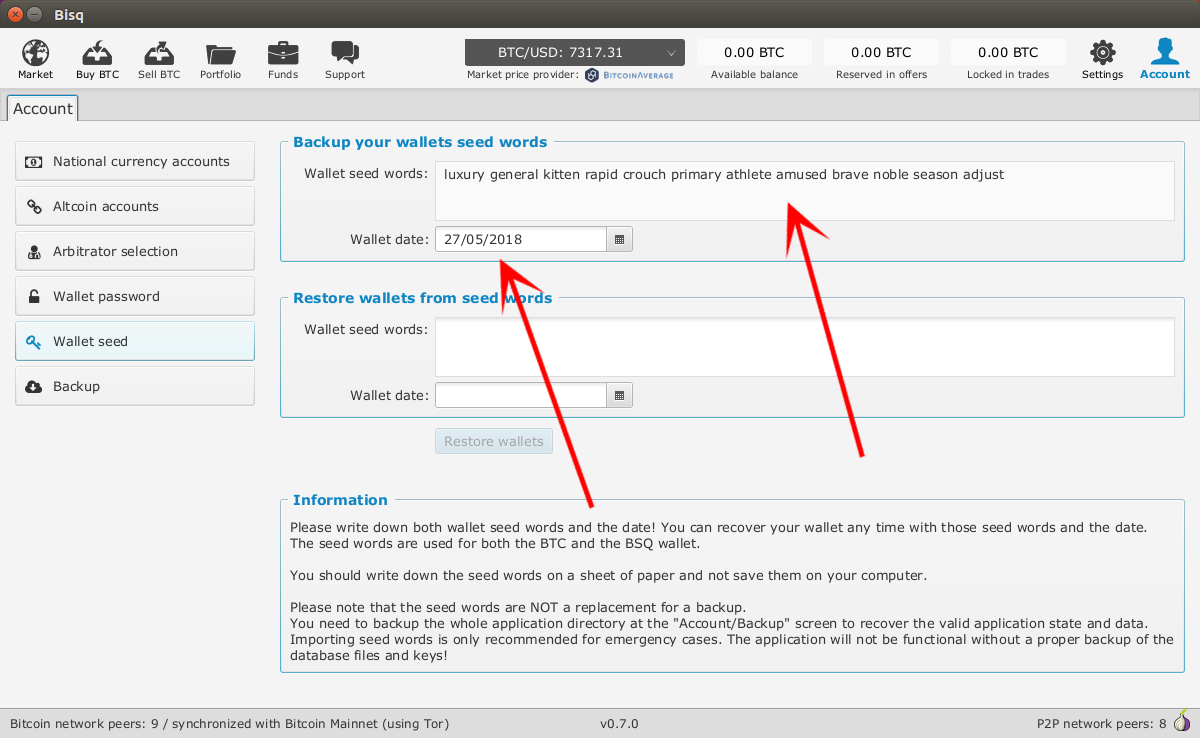 Bisq
BTC/USD: 7317.31
0.00 BTC
0.00 BTC
0.00 BTC
Market
Buy BTC
Sell BTC
Portfolio
Funds
Support
Market price provider: BITCOINAVERAGE
Available balance
Reserved in offers
Locked in trades
Settings
Account
Account
National currency accounts
Altcoin accounts
Arbitrator selection
Wallet password
Wallet seed
Backup
Backup your wallets seed words
Wallet seed words: luxury general kitten rapid crouch primary athlete amused brave noble season adjust
Wallet date: 27/05/2018
Restore wallets from seed words
Wallet seed words:
Wallet date:
Restore wallets
Information
Please write down both wallet seed words and the date! You can recover your wallet any time with those seed words and the date.
The seed words are used for both the BTC and the BSQ wallet.
You should write down the seed words on a sheet of paper and not save them on your computer.
Please note that the seed words are NOT a replacement for a backup.
You need to backup the whole application directory at the "Account/Backup" screen to recover the valid application state and data.
Importing seed words is only recommended for emergency cases. The application will not be functional without a proper backup of the
database files and keys!
Bitcoin network peers: 9 / synchronized with Bitcoin Mainnet (using Tor)
v0.7.0
P2P network peers: 8